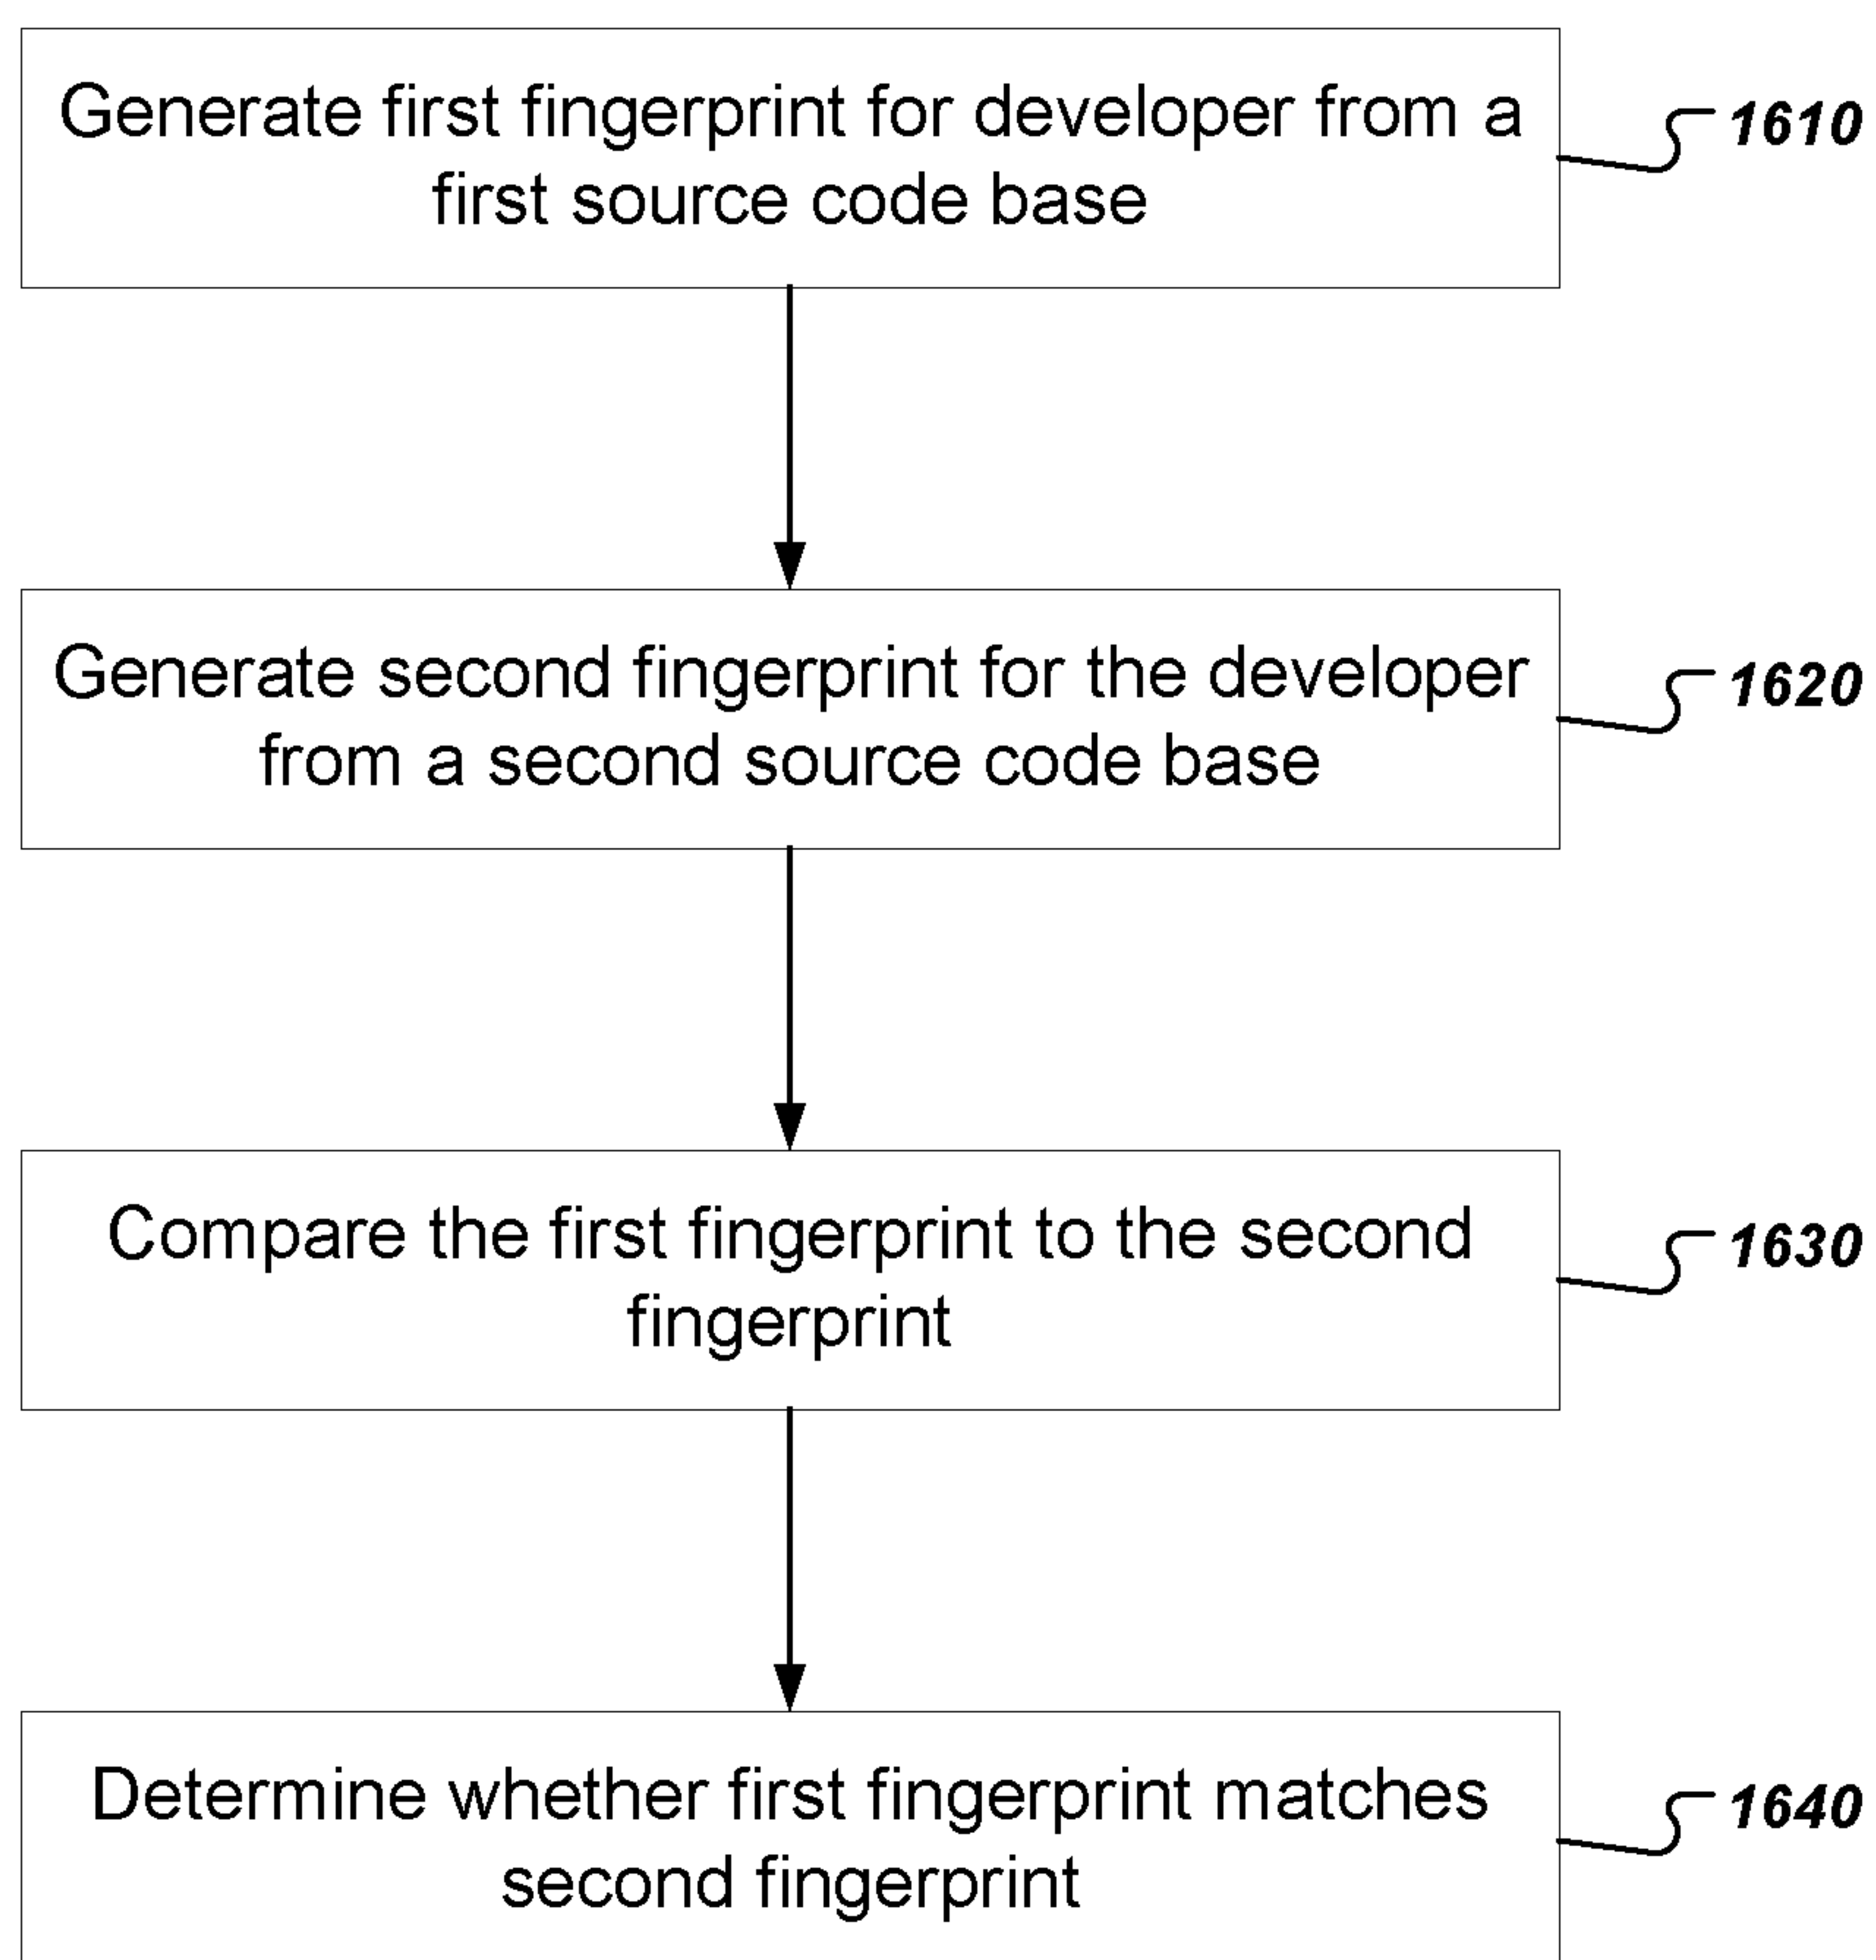 Generate first fingerprint for developer from a
first source code base
1610
Generate second fingerprint for the developer
from a second source code base
1620
Compare the first fingerprint to the second
fingerprint
1630
Determine whether first fingerprint matches
second fingerprint
1640